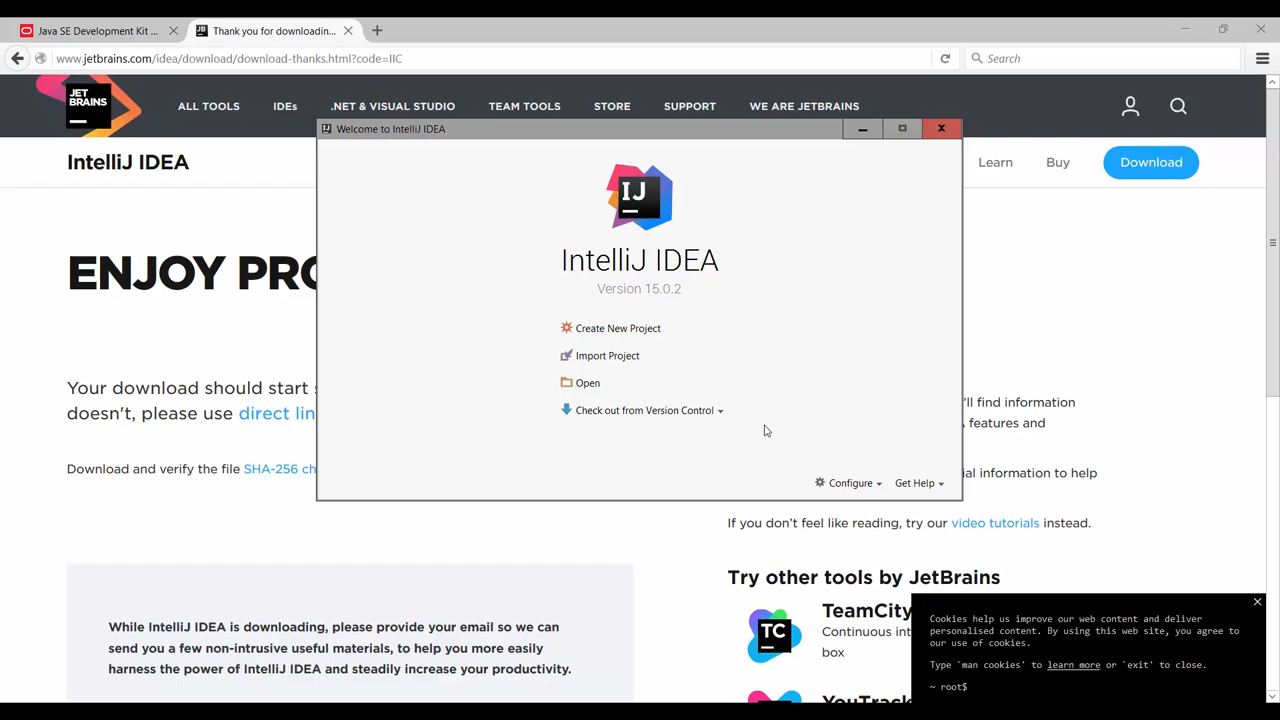 Java SE Development Kit ...
Thank you for downloadin...
www.jetbrains.com/idea/download/download-thanks.html?code=IIC
Search
JET
BRAINS
ALL TOOLS
IDEs
.NET & VISUAL STUDIO
TEAM TOOLS
STORE
SUPPORT
WE ARE JETBRAINS
IntelliJ IDEA
Learn
Buy
Download
Welcome to IntelliJ IDEA
IJ
IntelliJ IDEA
Version 15.0.2
Create New Project
Import Project
Open
Check out from Version Control
Configure
Get Help
ENJOY PRO
Your download should start
doesn't, please use direct lin
Download and verify the file SHA-256 ch
'll find information
features and
ial information to help
If you don't feel like reading, try our video tutorials instead.
Try other tools by JetBrains
TC
TeamCity
Continuous int
box
YouTrack
While IntelliJ IDEA is downloading, please provide your email so we can
send you a few non-intrusive useful materials, to help you more easily
harness the power of IntelliJ IDEA and steadily increase your productivity.
Cookies help us improve our web content and deliver
personalised content. By using this web site, you agree to
our use of cookies.
Type `man cookies' to learn more or `exit' to close.
~ root$